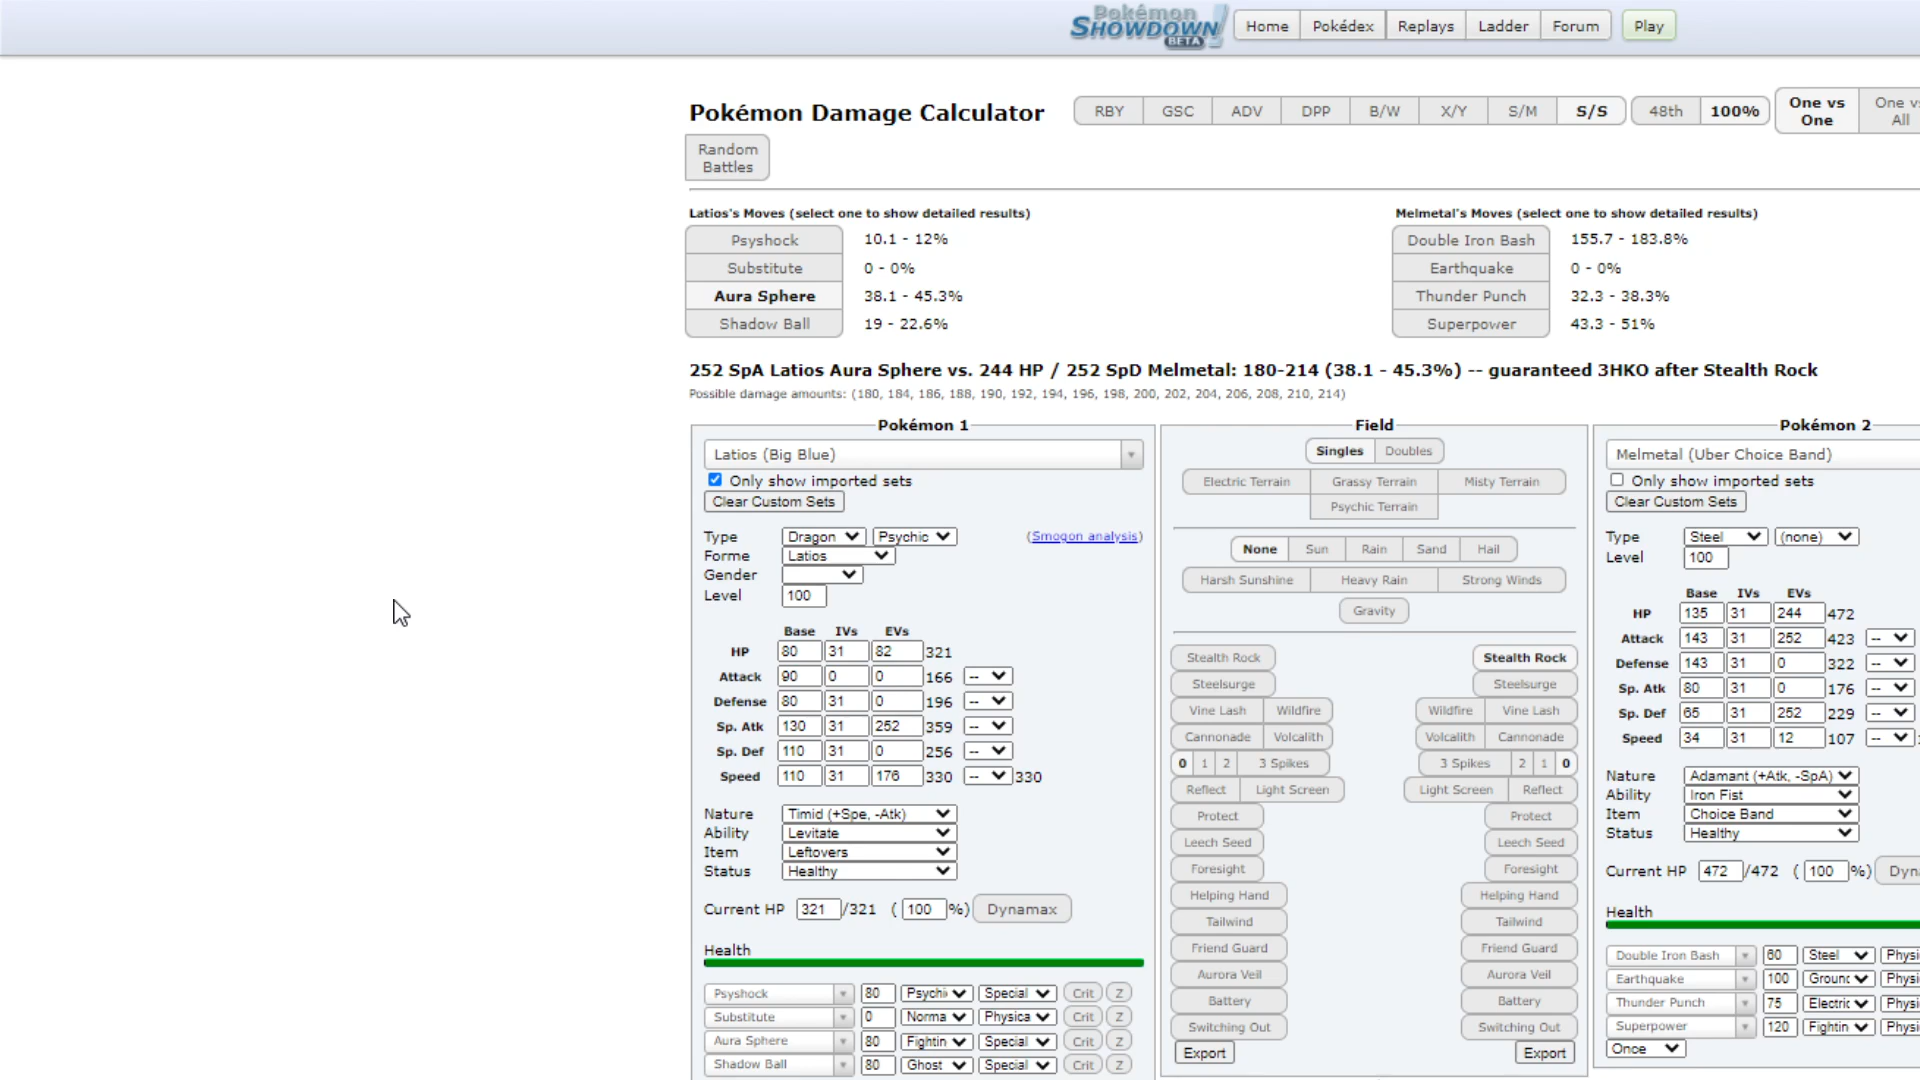 Pokémon
SHOWDOWN!
BETA
Home Pokédex Replays Ladder Forum Play
Pokémon Damage Calculator RBY GSC ADV DPP B/W X/Y S/M S/S 48th 100% One vs One One vs All
Random Battles
Latios's Moves (select one to show detailed results) Melmetal's Moves (select one to show detailed results)
Psyshock 10.1 - 12% Double Iron Bash 155.7 - 183.8%
Substitute 0 - 0% Earthquake 0 - 0%
Aura Sphere 38.1 - 45.3% Thunder Punch 32.3 - 38.3%
Shadow Ball 19 - 22.6% Superpower 43.3 - 51%
252 SpA Latios Aura Sphere vs. 244 HP / 252 SpD Melmetal: 180-214 (38.1 - 45.3%) -- guaranteed 3HKO after Stealth Rock
Possible damage amounts: (180, 184, 186, 188, 190, 192, 194, 196, 198, 200, 202, 204, 206, 208, 210, 214)
Pokémon 1
Latios (Big Blue)
Only show imported sets
Clear Custom Sets
Type Dragon Psychic (Smogon analysis)
Forme Latios
Gender
Level 100
Base IVs EVs
HP 80 31 82 321
Attack 90 0 0 166 --
Defense 80 31 0 196 --
Sp. Atk 130 31 252 359 --
Sp. Def 110 31 0 256 --
Speed 110 31 176 330 -- 330
Nature Timid (+Spe, -Atk)
Ability Levitate
Item Leftovers
Status Healthy
Current HP 321 /321 ( 100 %) Dynamax
Health
Psyshock 80 Psychi Special Crit Z
Substitute 0 Norma Physica Crit Z
Aura Sphere 80 Fightin Special Crit Z
Shadow Ball 80 Ghost Special Crit Z
Field
Singles Doubles
Electric Terrain Grassy Terrain Misty Terrain
Psychic Terrain
None Sun Rain Sand Hail
Harsh Sunshine Heavy Rain Strong Winds
Gravity
Stealth Rock Stealth Rock
Steelsurge Steelsurge
Vine Lash Wildfire Wildfire Vine Lash
Cannonade Volcalith Volcalith Cannonade
0 1 2 3 Spikes 3 Spikes 2 1 0
Reflect Light Screen Light Screen Reflect
Protect Protect
Leech Seed Leech Seed
Foresight Foresight
Helping Hand Helping Hand
Tailwind Tailwind
Friend Guard Friend Guard
Aurora Veil Aurora Veil
Battery Battery
Switching Out Switching Out
Export Export
Pokémon 2
Melmetal (Uber Choice Band)
Only show imported sets
Clear Custom Sets
Type Steel (none)
Level 100
Base IVs EVs
HP 135 31 244 472
Attack 143 31 252 423 --
Defense 143 31 0 322 --
Sp. Atk 80 31 0 176 --
Sp. Def 65 31 252 229 --
Speed 34 31 12 107 --
Nature Adamant (+Atk, -SpA)
Ability Iron Fist
Item Choice Band
Status Healthy
Current HP 472 /472 ( 100 %) Dyn
Health
Double Iron Bash 60 Steel Physi
Earthquake 100 Ground Physi
Thunder Punch 75 Electric Physi
Superpower 120 Fightin Physi
Once